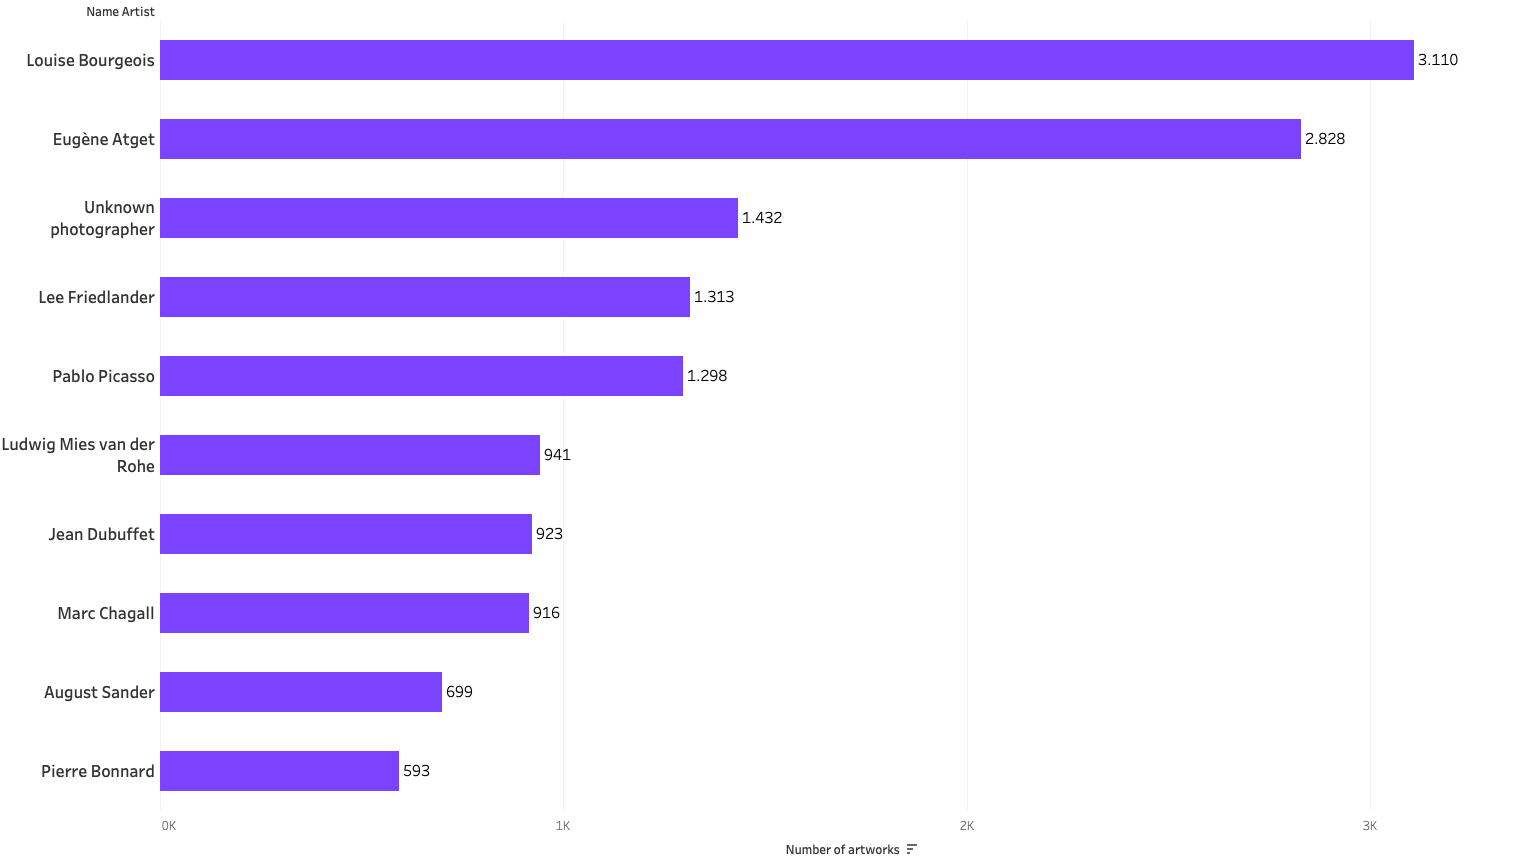 Name Artist
Louise Bourgeois
3.110
Eugène Atget
2.828
Unknown
photographer
1.432
Lee Friedlander
1.313
Pablo Picasso
1.298
Ludwig Mies van der
Rohe
941
Jean Dubuffet
923
Marc Chagall
916
August Sander
699
Pierre Bonnard
593
0K 1K 2K 3K
Number of artworks